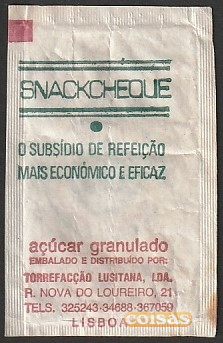 SNACKCHEQUE
O SUBSÍDIO DE REFEIÇÃO
MAIS ECONÓMICO E EFICAZ
açúcar granulado
EMBALADO E DISTRIBUÍDO POR:
TORREFACÇÃO LUSITANA, LDA.
R. NOVA DO LOUREIRO, 21
TELS. 325243-34688-367059
LISBOA
coisas